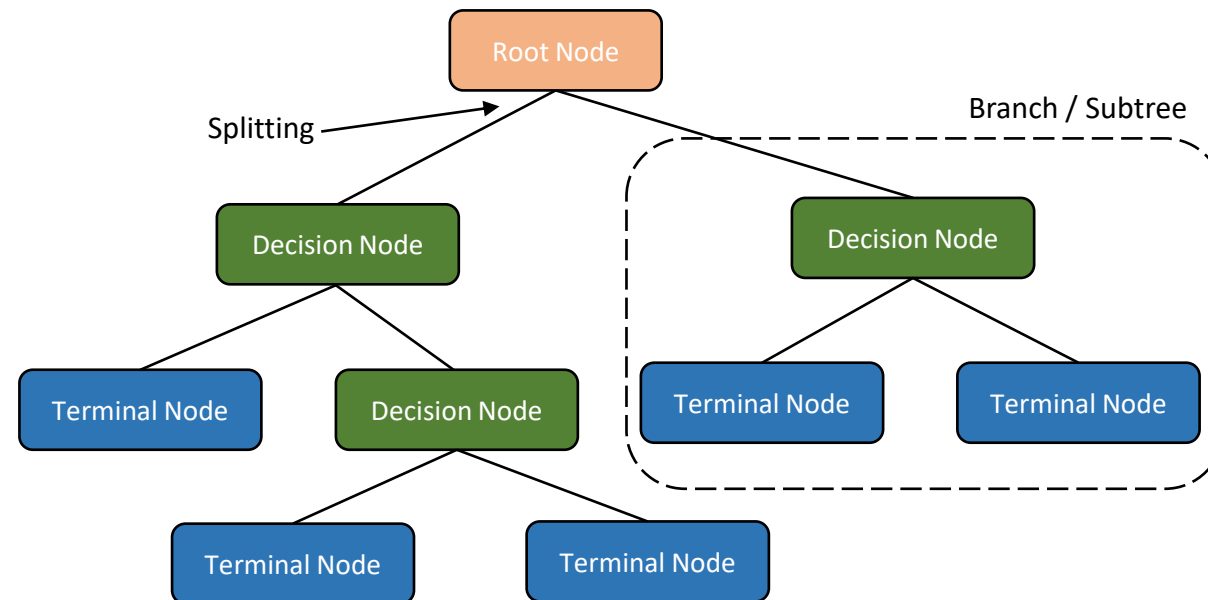 Root Node
Branch / Subtree
Splitting
Decision Node
Decision Node
Terminal Node
Decision Node
Terminal Node
Terminal Node
Terminal Node
Terminal Node